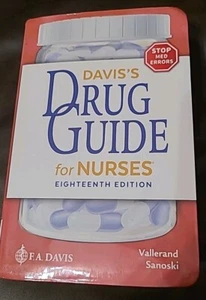 STOP
MED
ERRORS
DAVIS'S
DRUG
GUIDE
for NURSES
EIGHTEENTH EDITION
F.A. DAVIS
Vallerand
Sanoski